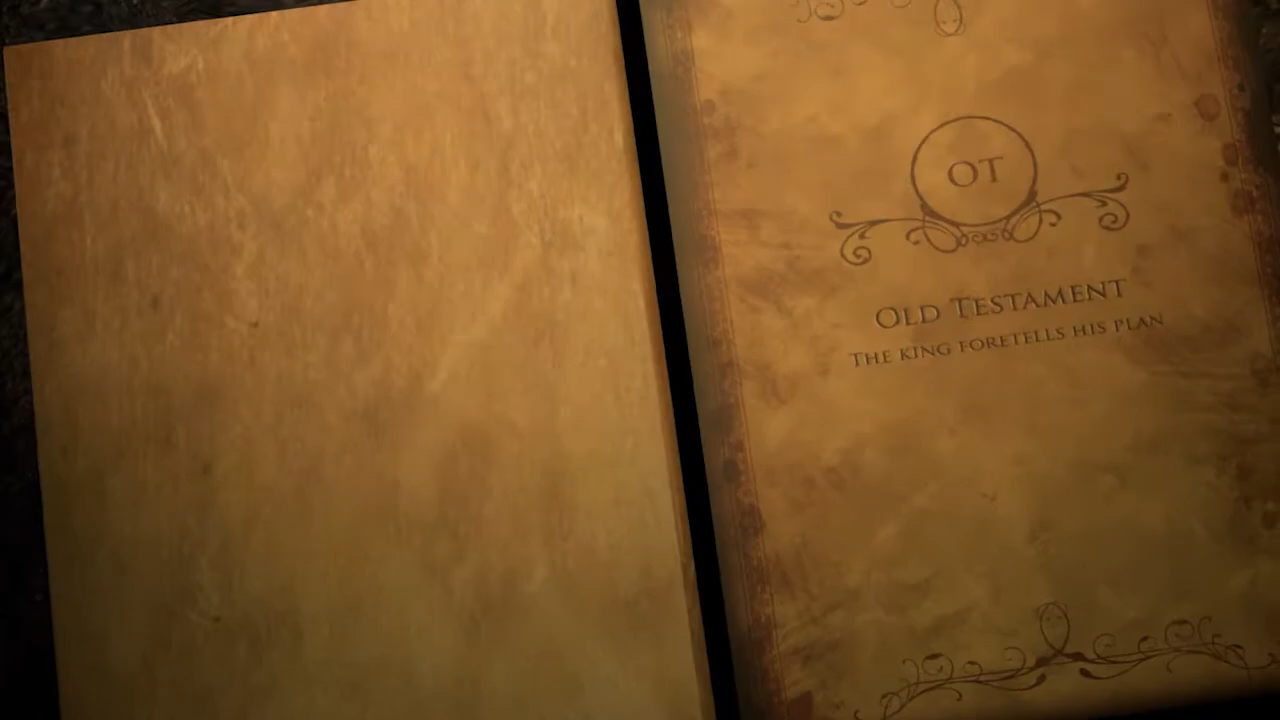 OT
OLD TESTAMENT
THE KING FORETELLS HIS PLAN